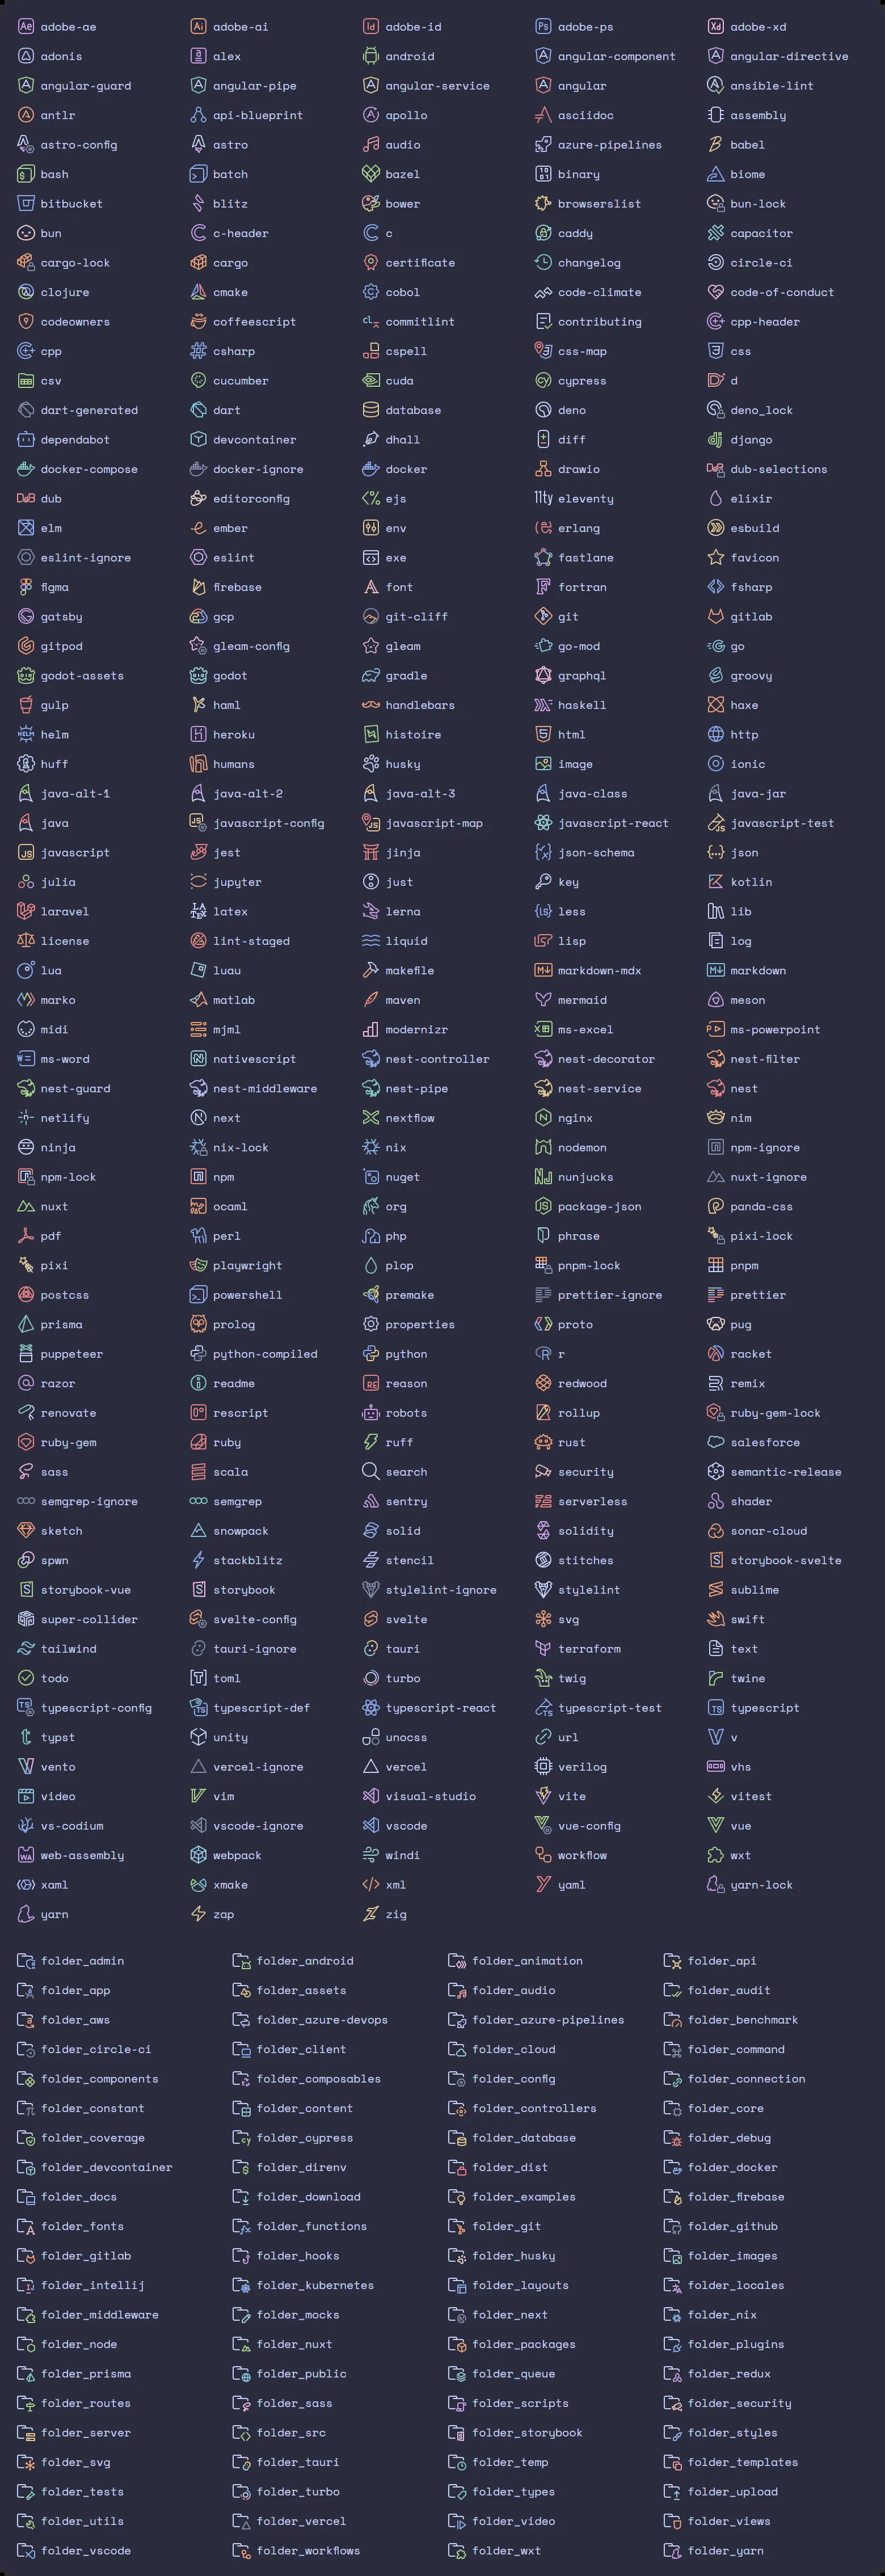 adobe-ae adobe-ai adobe-id adobe-ps adobe-xd
adonis alex android angular-component angular-directive
angular-guard angular-pipe angular-service angular ansible-lint
antlr api-blueprint apollo asciidoc assembly
astro-config astro audio azure-pipelines babel
bash batch bazel binary biome
bitbucket blitz bower browserslist bun-lock
bun c-header c caddy capacitor
cargo-lock cargo certificate changelog circle-ci
clojure cmake cobol code-climate code-of-conduct
codeowners coffeescript commitlint contributing cpp-header
cpp csharp cspell css-map css
csv cucumber cuda cypress d
dart-generated dart database deno deno_lock
dependabot devcontainer dhall diff django
docker-compose docker-ignore docker drawio dub-selections
dub editorconfig ejs eleventy elixir
elm ember env erlang esbuild
eslint-ignore eslint exe fastlane favicon
figma firebase font fortran fsharp
gatsby gcp git-cliff git gitlab
gitpod gleam-config gleam go-mod go
godot-assets godot gradle graphql groovy
gulp haml handlebars haskell haxe
helm heroku histoire html http
huff humans husky image ionic
java-alt-1 java-alt-2 java-alt-3 java-class java-jar
java javascript-config javascript-map javascript-react javascript-test
javascript jest jinja json-schema json
julia jupyter just key kotlin
laravel latex lerna less lib
license lint-staged liquid lisp log
lua luau makefile markdown-mdx markdown
marko matlab maven mermaid meson
midi mjml modernizr ms-excel ms-powerpoint
ms-word nativescript nest-controller nest-decorator nest-filter
nest-guard nest-middleware nest-pipe nest-service nest
netlify next nextflow nginx nim
ninja nix-lock nix nodemon npm-ignore
npm-lock npm nuget nunjucks nuxt-ignore
nuxt ocaml org package-json panda-css
pdf perl php phrase pixi-lock
pixi playwright plop pnpm-lock pnpm
postcss powershell premake prettier-ignore prettier
prisma prolog properties proto pug
puppeteer python-compiled python r racket
razor readme reason redwood remix
renovate rescript robots rollup ruby-gem-lock
ruby-gem ruby ruff rust salesforce
sass scala search security semantic-release
semgrep-ignore semgrep sentry serverless shader
sketch snowpack solid solidity sonar-cloud
spwn stackblitz stencil stitches storybook-svelte
storybook-vue storybook stylelint-ignore stylelint sublime
super-collider svelte-config svelte svg swift
tailwind tauri-ignore tauri terraform text
todo toml turbo twig twine
typescript-config typescript-def typescript-react typescript-test typescript
typst unity unocss url v
vento vercel-ignore vercel verilog vhs
video vim visual-studio vite vitest
vs-codium vscode-ignore vscode vue-config vue
web-assembly webpack windi workflow wxt
xaml xmake xml yaml yarn-lock
yarn zap zig
folder_admin folder_android folder_animation folder_api
folder_app folder_assets folder_audio folder_audit
folder_aws folder_azure-devops folder_azure-pipelines folder_benchmark
folder_circle-ci folder_client folder_cloud folder_command
folder_components folder_composables folder_config folder_connection
folder_constant folder_content folder_controllers folder_core
folder_coverage folder_cypress folder_database folder_debug
folder_devcontainer folder_direnv folder_dist folder_docker
folder_docs folder_download folder_examples folder_firebase
folder_fonts folder_functions folder_git folder_github
folder_gitlab folder_hooks folder_husky folder_images
folder_intellij folder_kubernetes folder_layouts folder_locales
folder_middleware folder_mocks folder_next folder_nix
folder_node folder_nuxt folder_packages folder_plugins
folder_prisma folder_public folder_queue folder_redux
folder_routes folder_sass folder_scripts folder_security
folder_server folder_src folder_storybook folder_styles
folder_svg folder_tauri folder_temp folder_templates
folder_tests folder_turbo folder_types folder_upload
folder_utils folder_vercel folder_video folder_views
folder_vscode folder_workflows folder_wxt folder_yarn